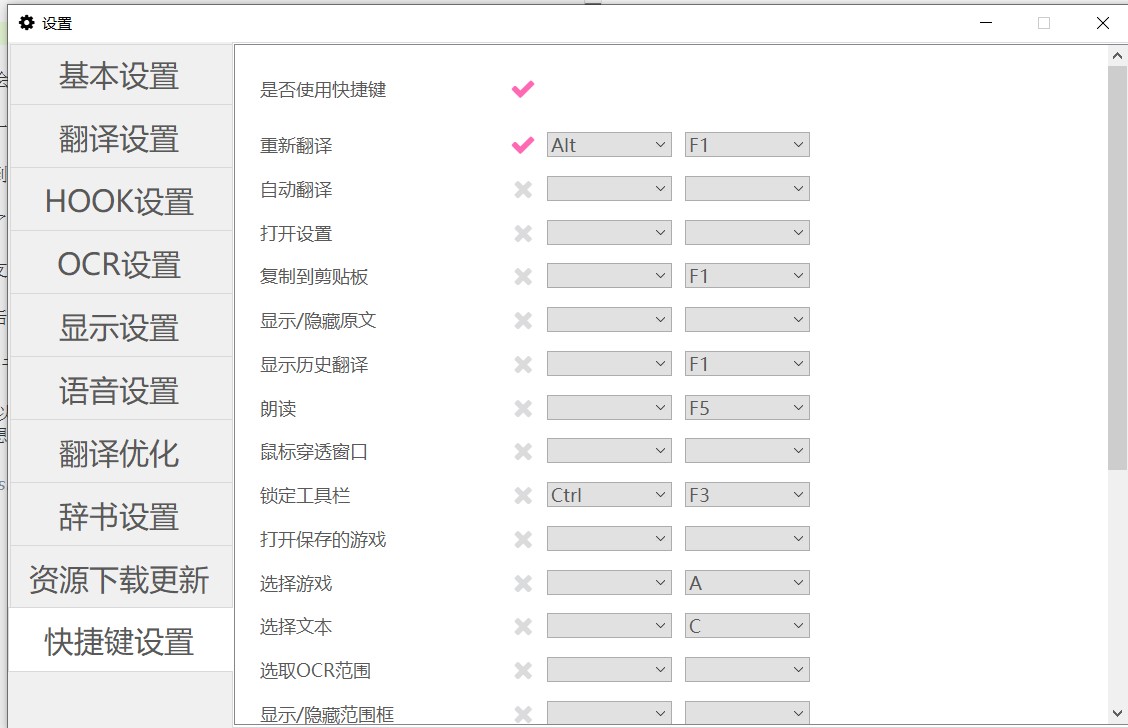 设置
基本设置
翻译设置
HOOK设置
OCR设置
显示设置
语音设置
翻译优化
辞书设置
资源下载更新
快捷键设置
是否使用快捷键
重新翻译 Alt F1
自动翻译
打开设置
复制到剪贴板 F1
显示/隐藏原文
显示历史翻译 F1
朗读 F5
鼠标穿透窗口
锁定工具栏 Ctrl F3
打开保存的游戏
选择游戏 A
选择文本 C
选取OCR范围
显示/隐藏范围框